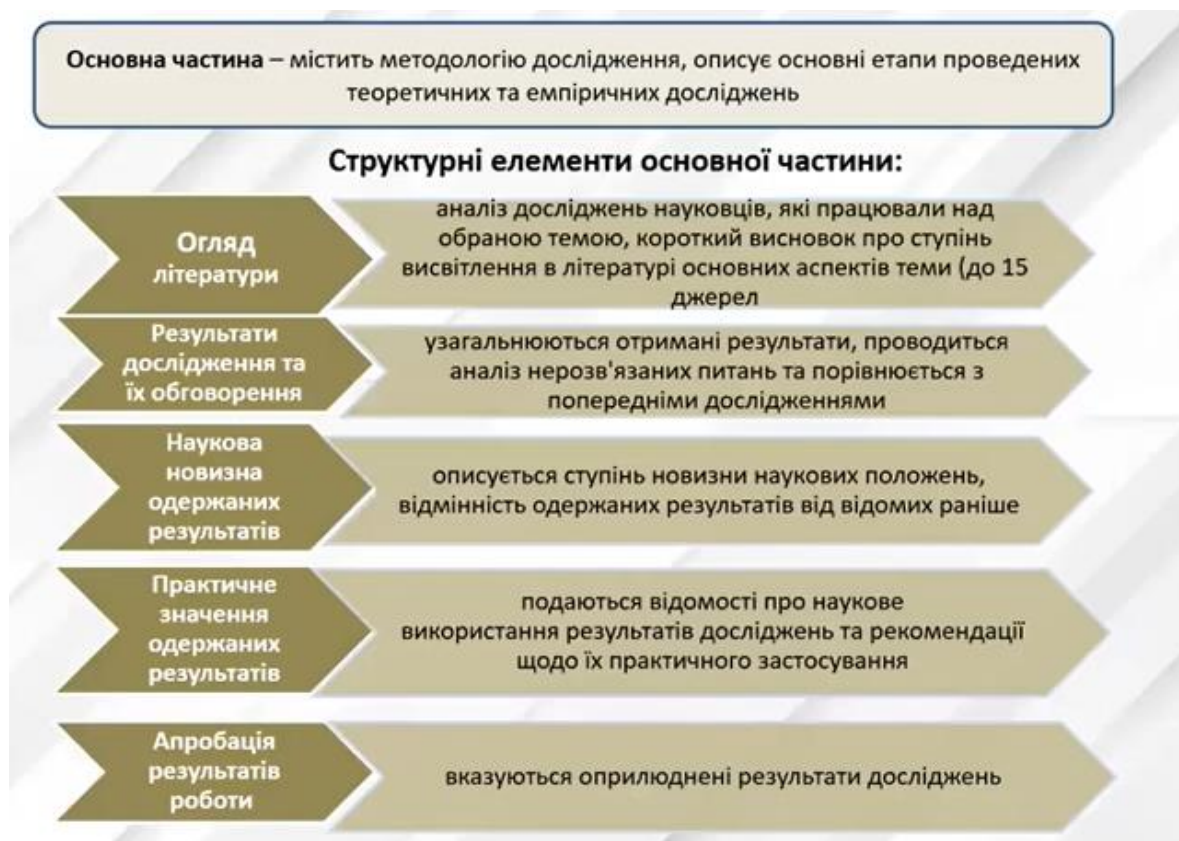 Основна частина – містить методологію дослідження, описує основні етапи проведених
теоретичних та емпіричних досліджень
Структурні елементи основної частини:
Огляд
літератури
аналіз досліджень науковців, які працювали над
обраною темою, короткий висновок про ступінь
висвітлення в літературі основних аспектів теми (до 15
джерел
Результати
дослідження та
їх обговорення
узагальнюються отримані результати, проводиться
аналіз нерозв'язаних питань та порівнюється з
попередніми дослідженнями
Наукова
новизна
одержаних
результатів
описується ступінь новизни наукових положень,
відмінність одержаних результатів від відомих раніше
Практичне
значення
одержаних
результатів
подаються відомості про наукове
використання результатів досліджень та рекомендації
щодо їх практичного застосування
Апробація
результатів
роботи
вказуються оприлюднені результати досліджень